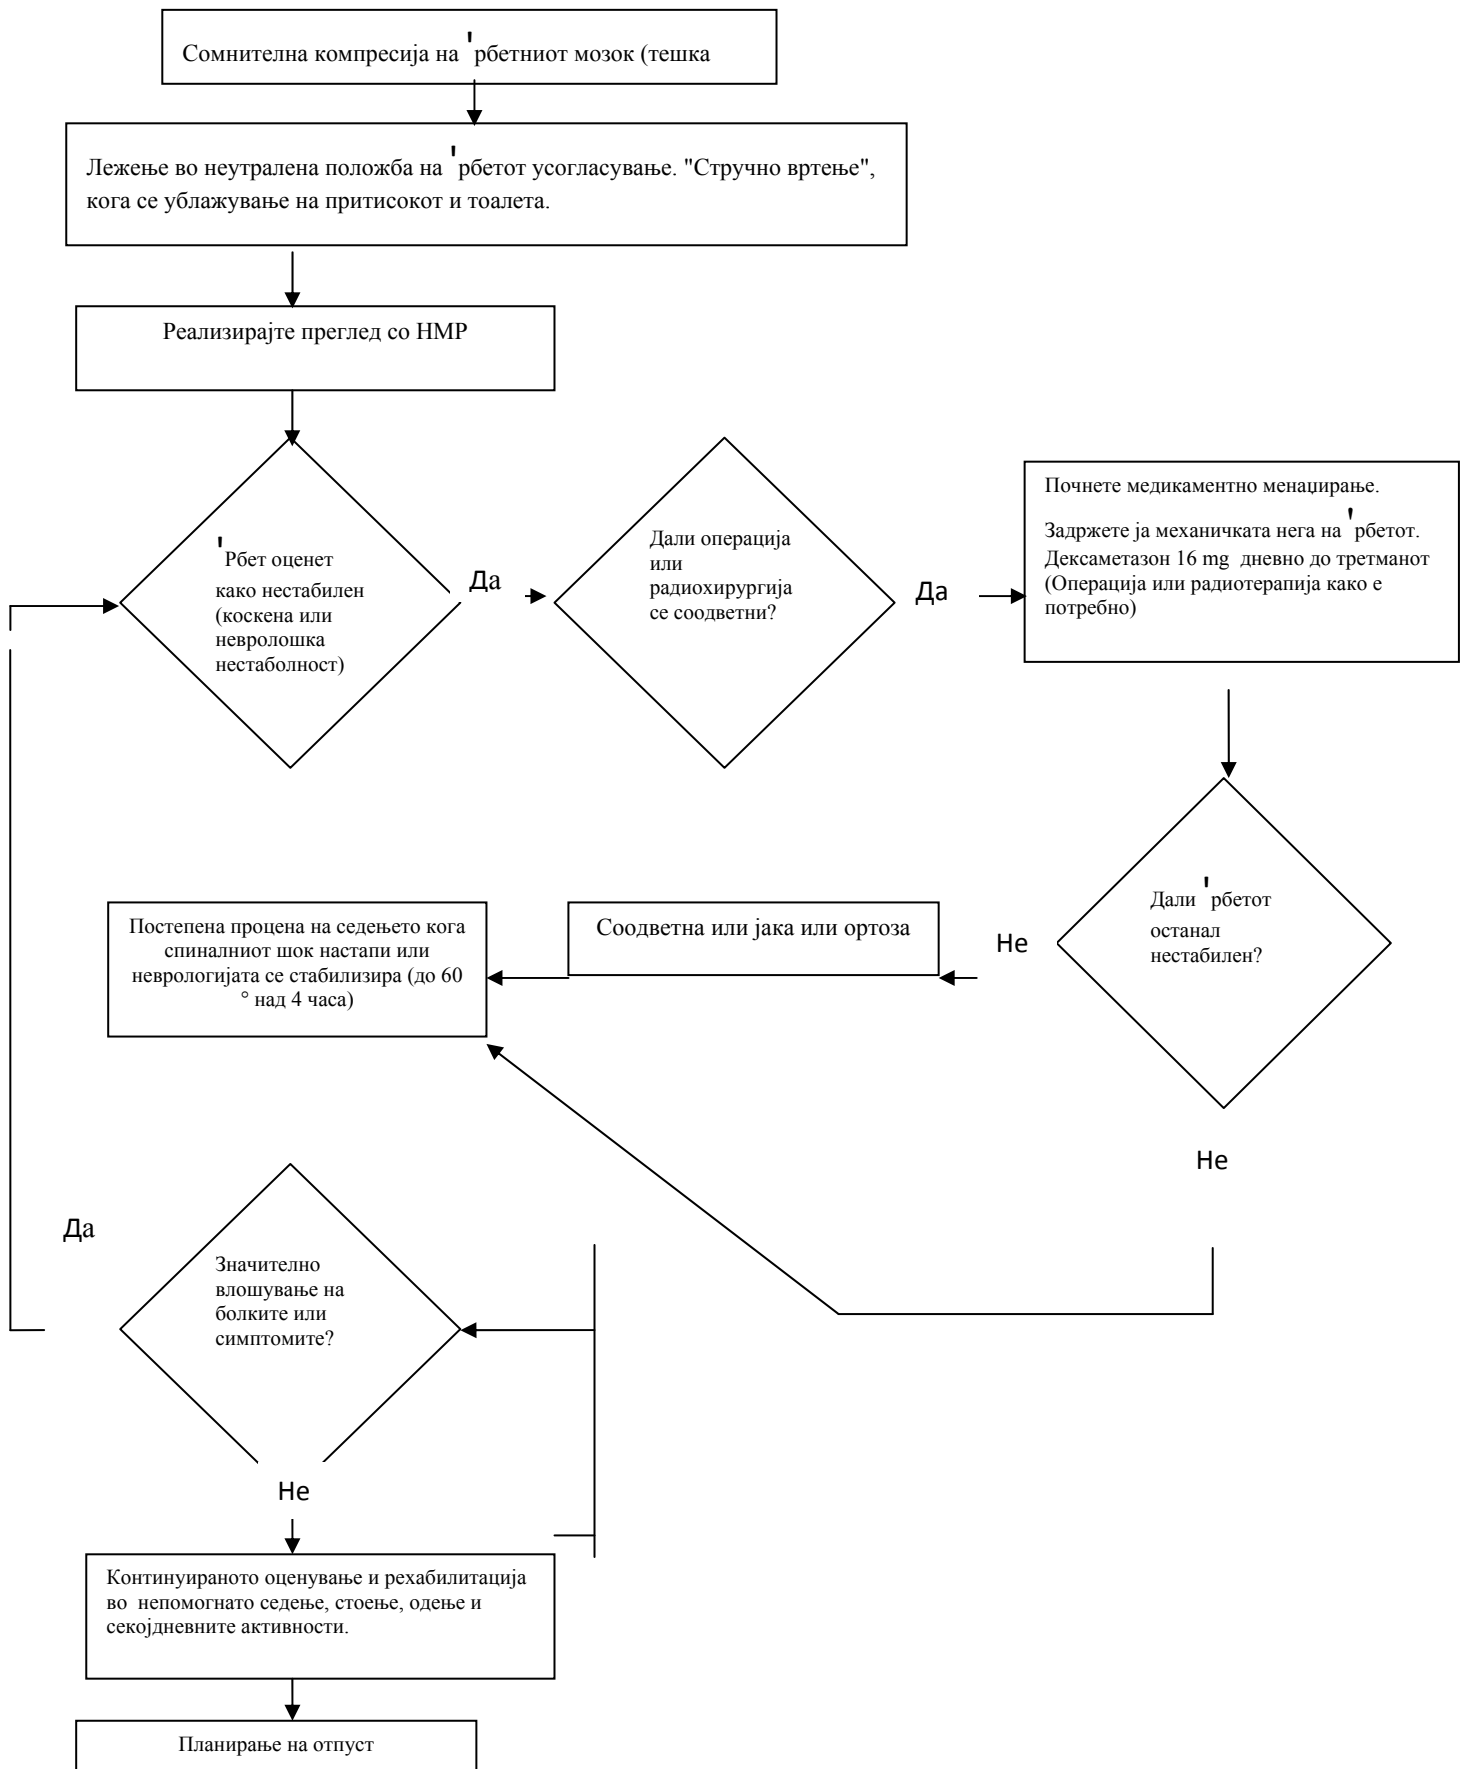 Сомнителна компресија на 'рбетниот мозок (тешка
Лежење во неутралена положба на 'рбетот усогласување. "Стручно вртење",
кога се ублажување на притисокот и тоалета.
Реализирајте преглед со НМР
'Рбет оценет
како нестабилен
(коскена или
невролошка
нестаболност)
Да
Дали операција
или
радиохирургија
се соодветни?
Да
Почнете медикаментно менаџирање.
Задржете ја механичката нега на 'рбетот.
Дексаметазон 16 mg дневно до третманот
(Операција или радиотерапија како е
потребно)
Дали 'рбетот
останал
нестабилен?
Не
Соодветна или јака или ортоза
Постепена процена на седењето кога
спиналниот шок настапи или
неврологијата се стабилизира (до 60
° над 4 часа)
Не
Да
Значително
влошување на
болките или
симптомите?
Не
Континуираното оценување и рехабилитација
во непомогнато седење, стоење, одење и
секојдневните активности.
Планирање на отпуст